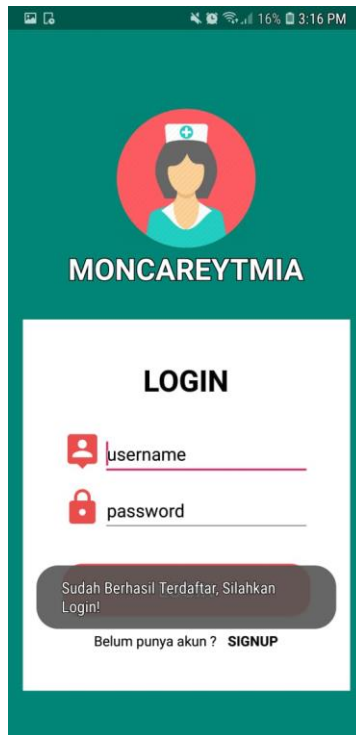 16% 3:16 PM
MONCAREYTMIA
LOGIN
username
password
Sudah Berhasil Terdaftar, Silahkan
Login!
Belum punya akun ? SIGNUP